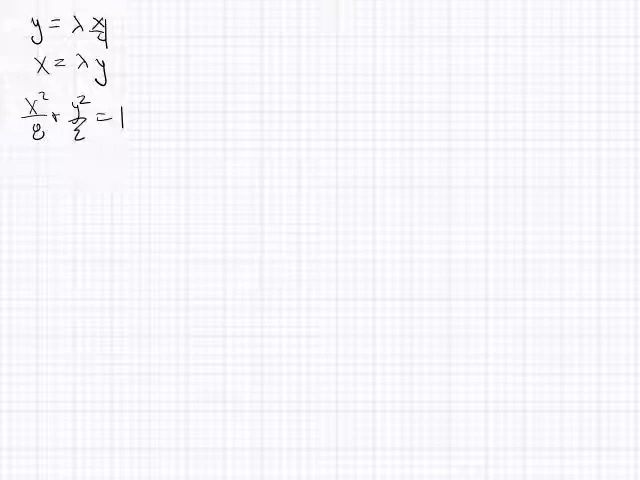 y = λ x/4
x = λ y
x²/8 + y²/2 = 1